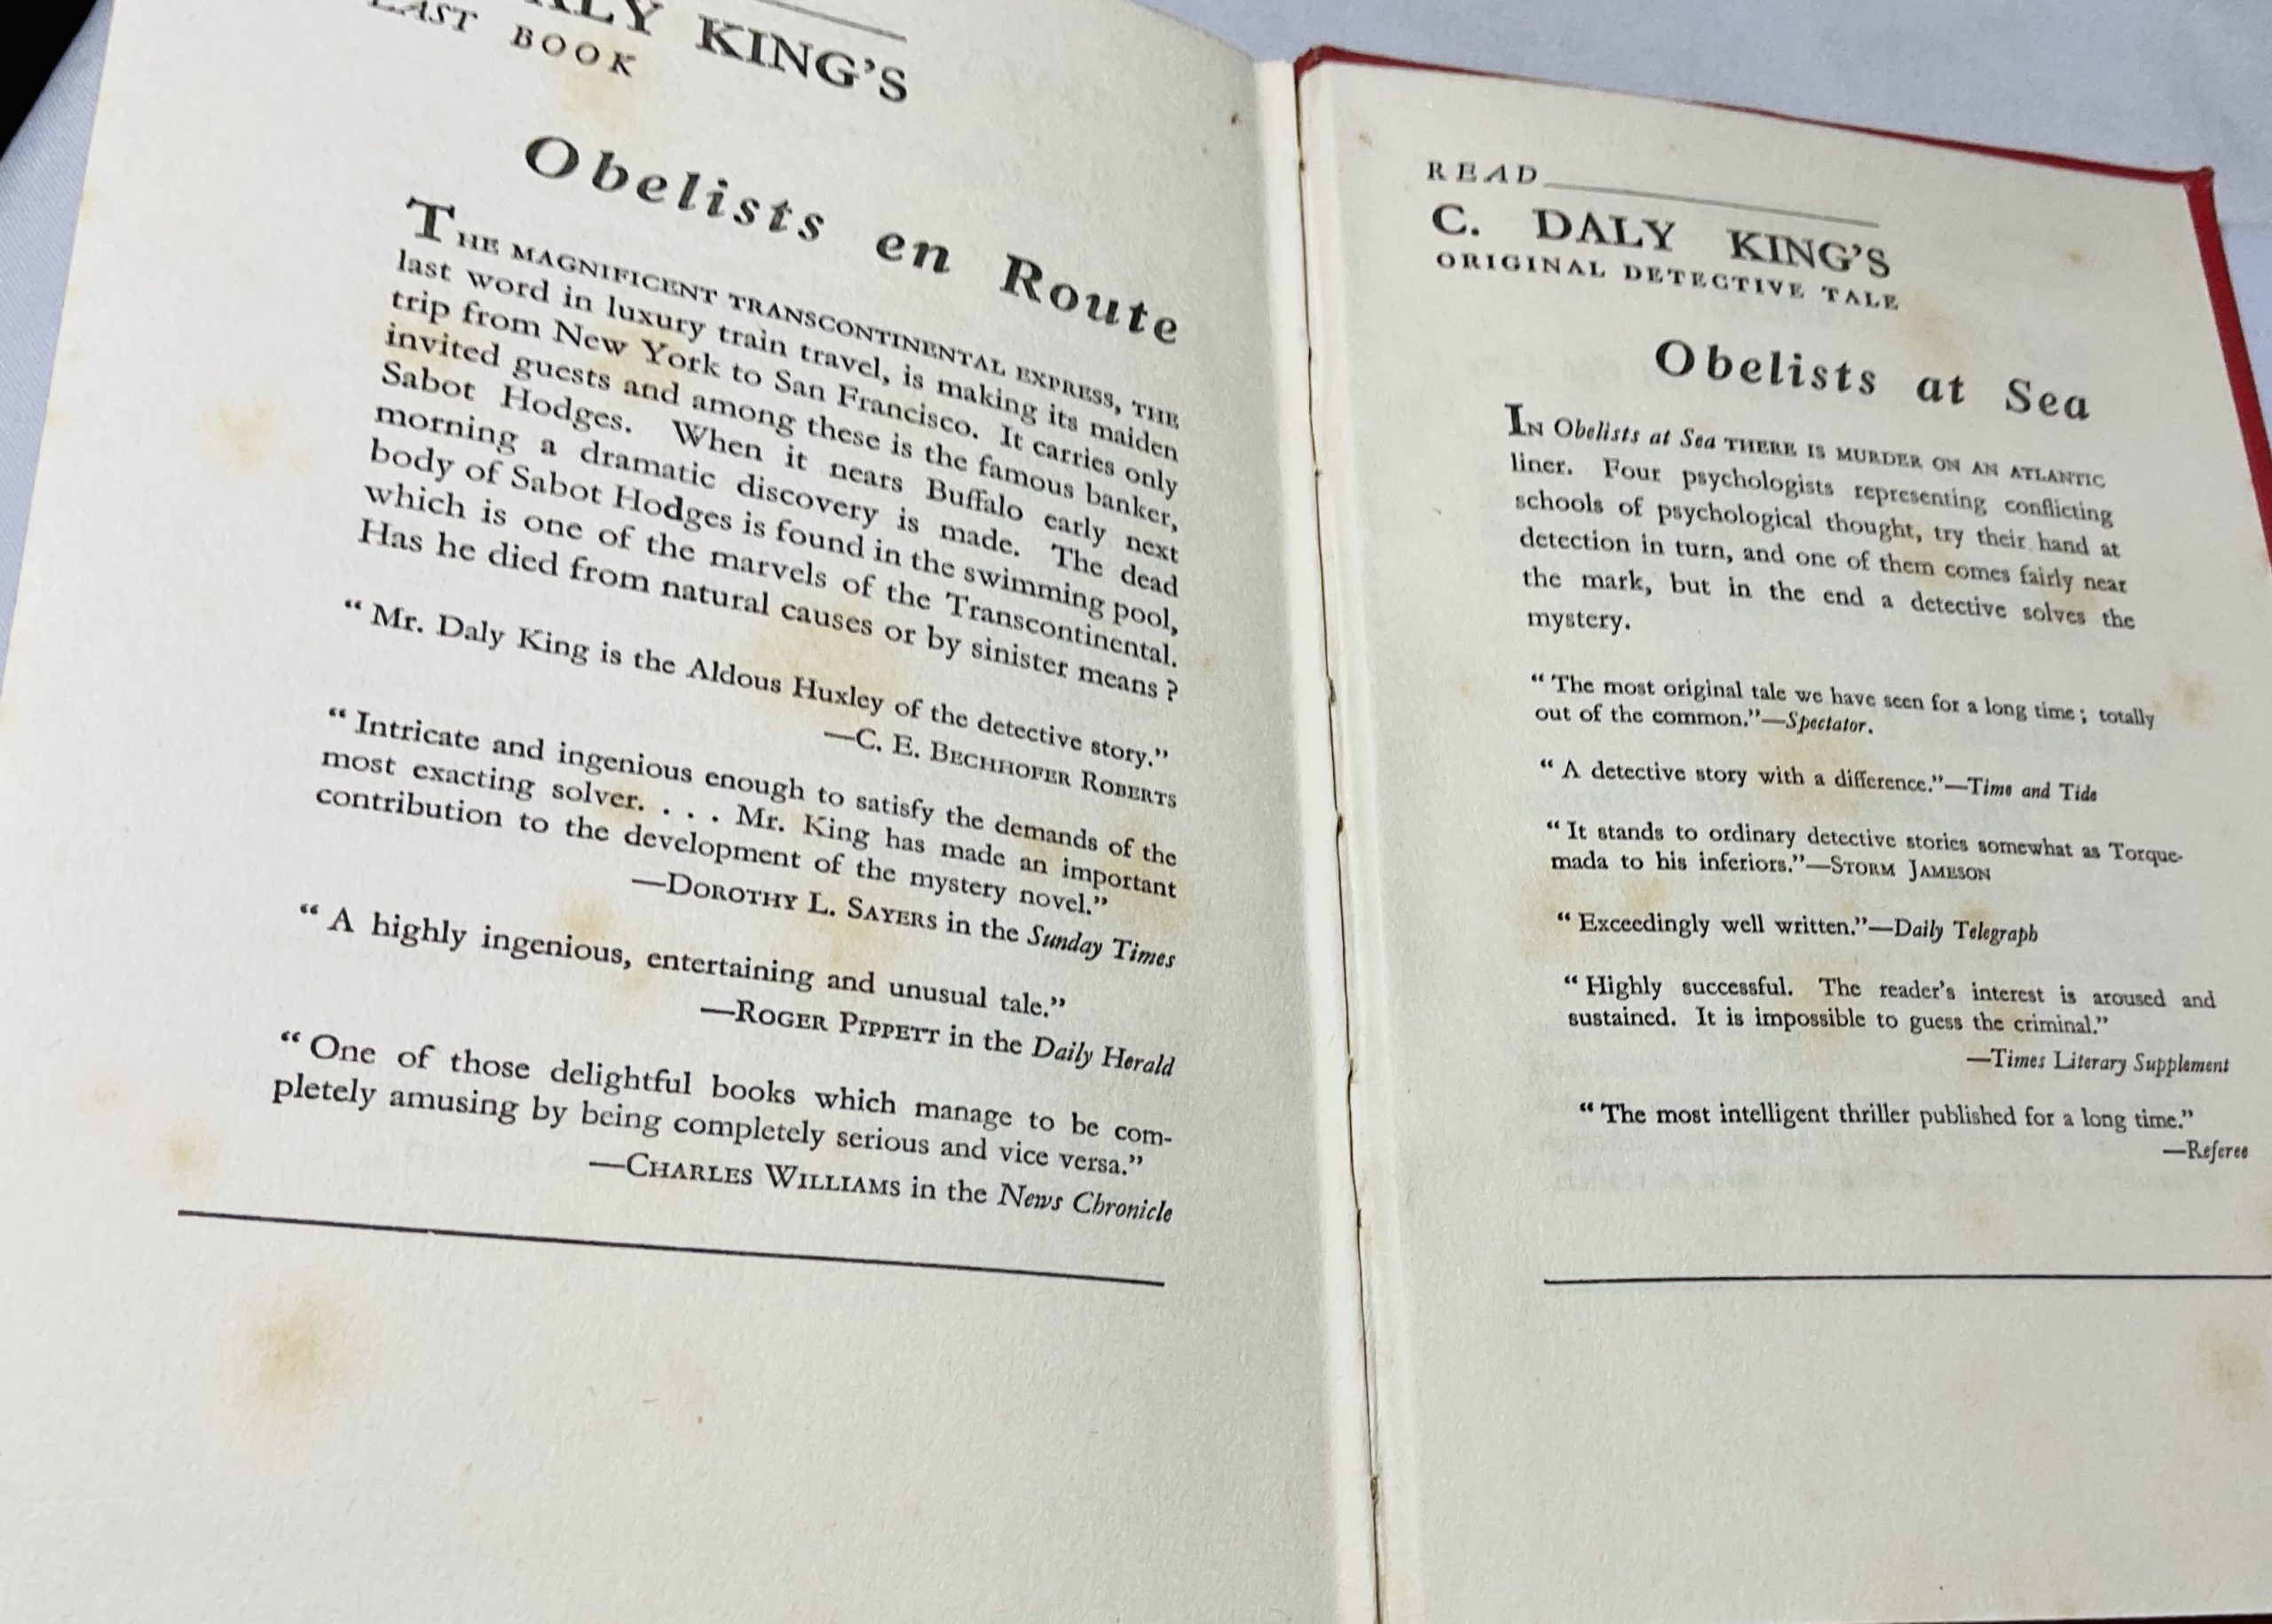 KING'S
LAST BOOK
Obelists en Route
THE MAGNIFICENT TRANSCONTINENTAL EXPRESS, THE
last word in luxury train travel, is making its maiden
trip from New York to San Francisco. It carries only
invited guests and among these is the famous banker,
Sabot Hodges. When it nears Buffalo early next
morning a dramatic discovery is made. The dead
body of Sabot Hodges is found in the swimming pool,
which is one of the marvels of the Transcontinental.
Has he died from natural causes or by sinister means ?
“ Mr. Daly King is the Aldous Huxley of the detective story.”
—C. E. BECHHOFER ROBERTS
“ Intricate and ingenious enough to satisfy the demands of the
most exacting solver. . . . Mr. King has made an important
contribution to the development of the mystery novel.”
—DOROTHY L. SAYERS in the Sunday Times
“ A highly ingenious, entertaining and unusual tale.”
—ROGER PIPPETT in the Daily Herald
“ One of those delightful books which manage to be com-
pletely amusing by being completely serious and vice versa.”
—CHARLES WILLIAMS in the News Chronicle
READ
C. DALY KING'S
ORIGINAL DETECTIVE TALE
Obelists at Sea
IN Obelists at Sea THERE IS MURDER ON AN ATLANTIC
liner. Four psychologists representing conflicting
schools of psychological thought, try their hand at
detection in turn, and one of them comes fairly near
the mark, but in the end a detective solves the
mystery.
“ The most original tale we have seen for a long time ; totally
out of the common.”—Spectator.
“ A detective story with a difference.”—Time and Tide
“ It stands to ordinary detective stories somewhat as Torque-
mada to his inferiors.”—STORM JAMESON
“ Exceedingly well written.”—Daily Telegraph
“ Highly successful. The reader's interest is aroused and
sustained. It is impossible to guess the criminal.”
—Times Literary Supplement
“ The most intelligent thriller published for a long time.”
—Referee